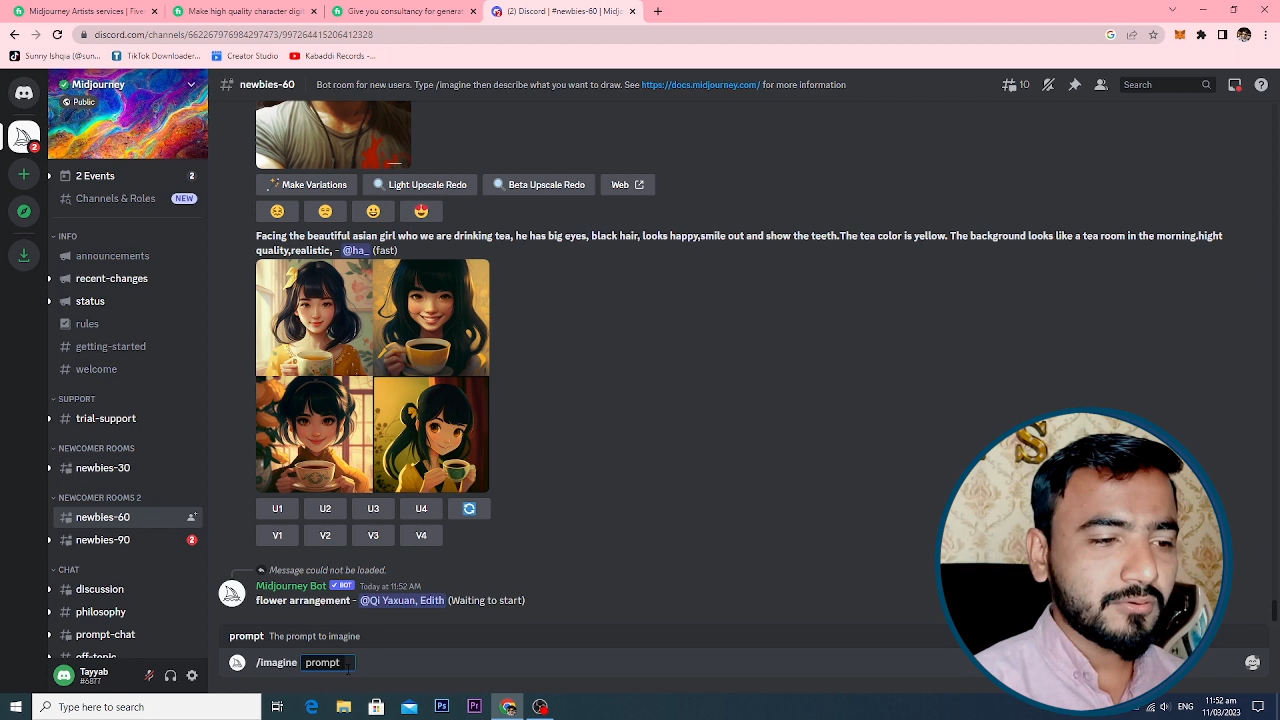 Midjourney Artists services | Five
Make high quality character digit
Give you consultancy for generat
(2) Discord | #newbies-60 | Midjo
discord.com/channels/662267976984297473/997264415206412328
Sunny Ishqia (@sun...
TikTok Downloader...
Creator Studio
Kabaddi Records -...
Midjourney
Public
newbies-60
Bot room for new users. Type /imagine then describe what you want to draw. See https://docs.midjourney.com/ for more information
10
Search
2
2 Events
2
Channels & Roles
NEW
INFO
announcements
recent-changes
status
rules
getting-started
welcome
SUPPORT
trial-support
NEWCOMER ROOMS
newbies-30
NEWCOMER ROOMS 2
newbies-60
newbies-90
2
CHAT
discussion
philosophy
prompt-chat
off-topic
Tayyab
#6877
Make Variations
Light Upscale Redo
Beta Upscale Redo
Web
Facing the beautiful asian girl who we are drinking tea, he has big eyes, black hair, looks happy,smile out and show the teeth.The tea color is yellow. The background looks like a tea room in the morning.hight
quality,realistic, - @ha_ (fast)
U1
U2
U3
U4
V1
V2
V3
V4
Message could not be loaded.
Midjourney Bot
BOT
Today at 11:52 AM
flower arrangement - @Qi Yaxuan, Edith (Waiting to start)
prompt The prompt to imagine
/imagine prompt
S
Type here to search
Ps
Pr
11:52 am
11/03/2023